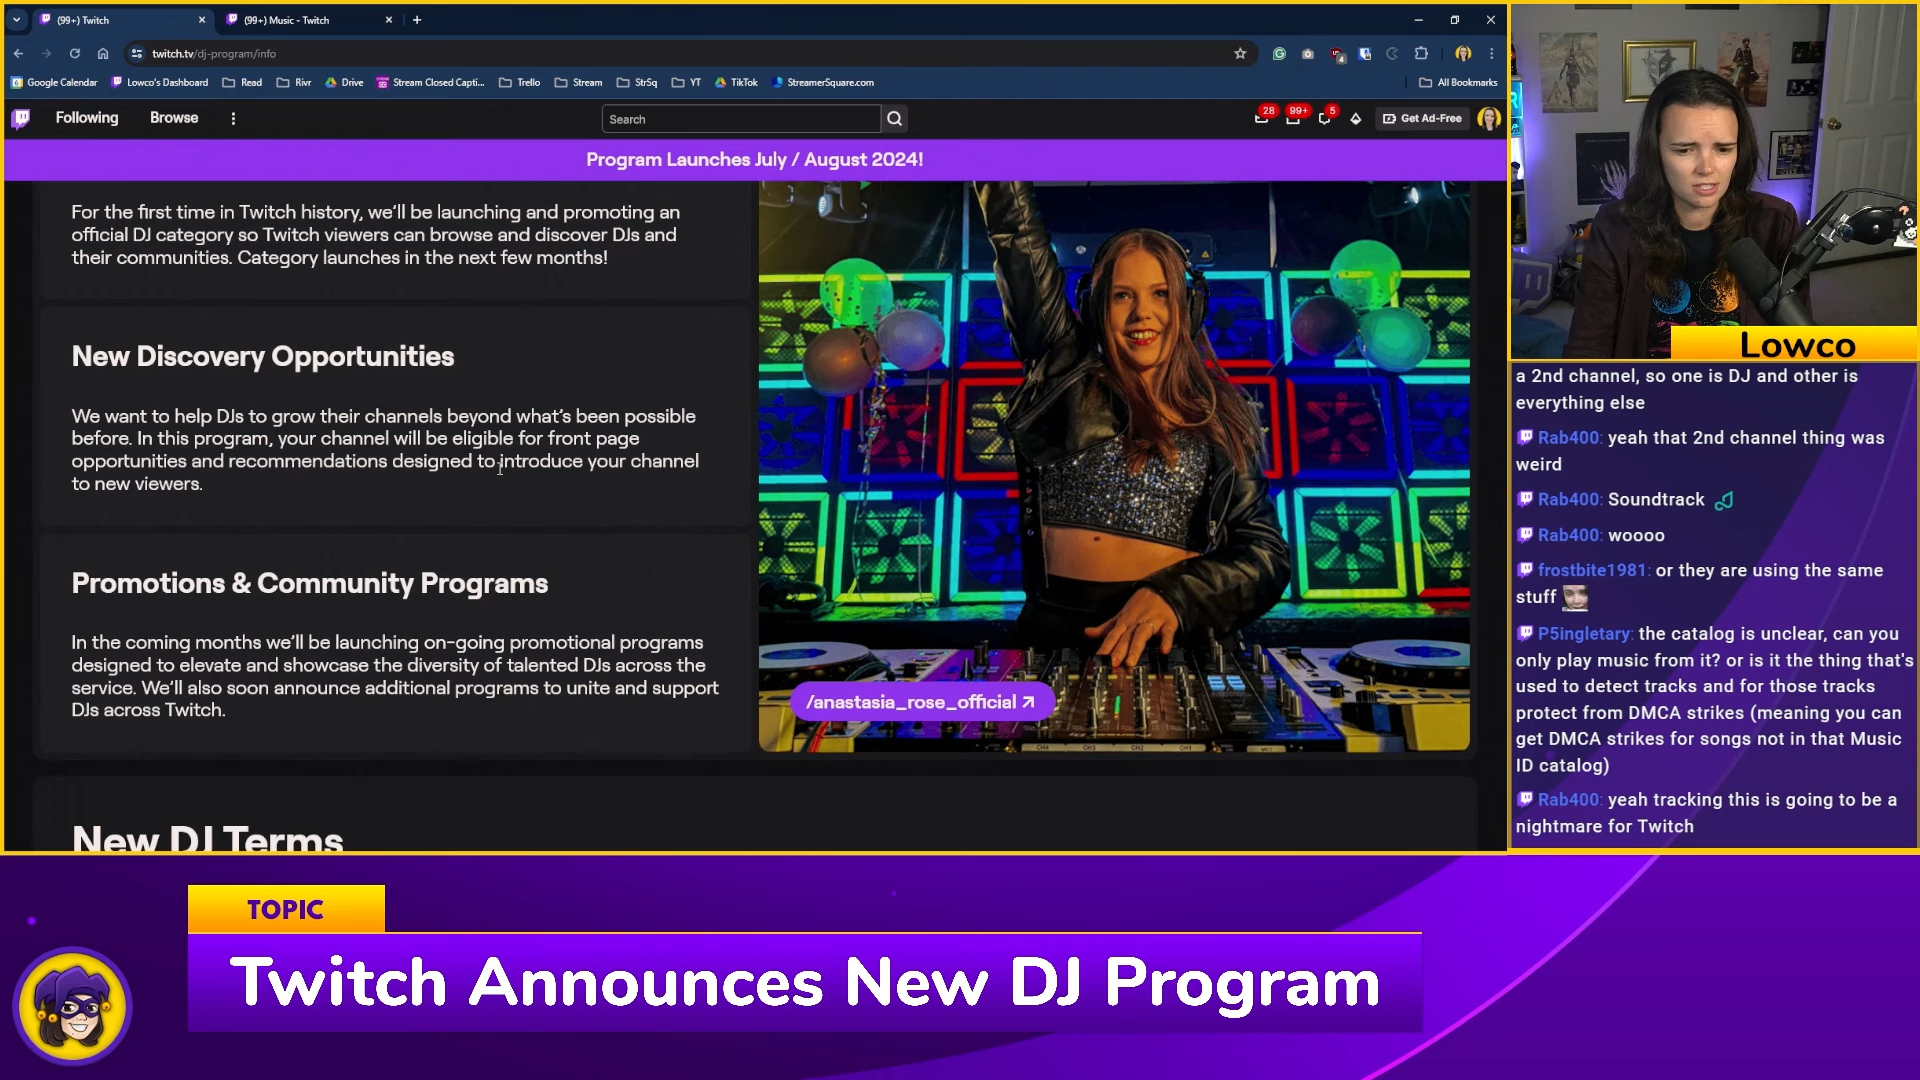 (99+) Twitch
(99+) Music - Twitch
twitch.tv/dj-program/info
Google Calendar
Lowco's Dashboard
Read
Rivr
Drive
Stream Closed Capti...
Trello
Stream
StrSq
YT
TikTok
StreamerSquare.com
All Bookmarks
Following
Browse
Search
28
99+
5
Get Ad-Free
Program Launches July / August 2024!
For the first time in Twitch history, we'll be launching and promoting an
official DJ category so Twitch viewers can browse and discover DJs and
their communities. Category launches in the next few months!
New Discovery Opportunities
We want to help DJs to grow their channels beyond what's been possible
before. In this program, your channel will be eligible for front page
opportunities and recommendations designed to introduce your channel
to new viewers.
Promotions & Community Programs
In the coming months we'll be launching on-going promotional programs
designed to elevate and showcase the diversity of talented DJs across the
service. We'll also soon announce additional programs to unite and support
DJs across Twitch.
/anastasia_rose_official
New DJ Terms
Lowco
a 2nd channel, so one is DJ and other is
everything else
Rab400: yeah that 2nd channel thing was
weird
Rab400: Soundtrack
Rab400: woooo
frostbite1981: or they are using the same
stuff
P5ingletary: the catalog is unclear, can you
only play music from it? or is it the thing that's
used to detect tracks and for those tracks
protect from DMCA strikes (meaning you can
get DMCA strikes for songs not in that Music
ID catalog)
Rab400: yeah tracking this is going to be a
nightmare for Twitch
TOPIC
Twitch Announces New DJ Program